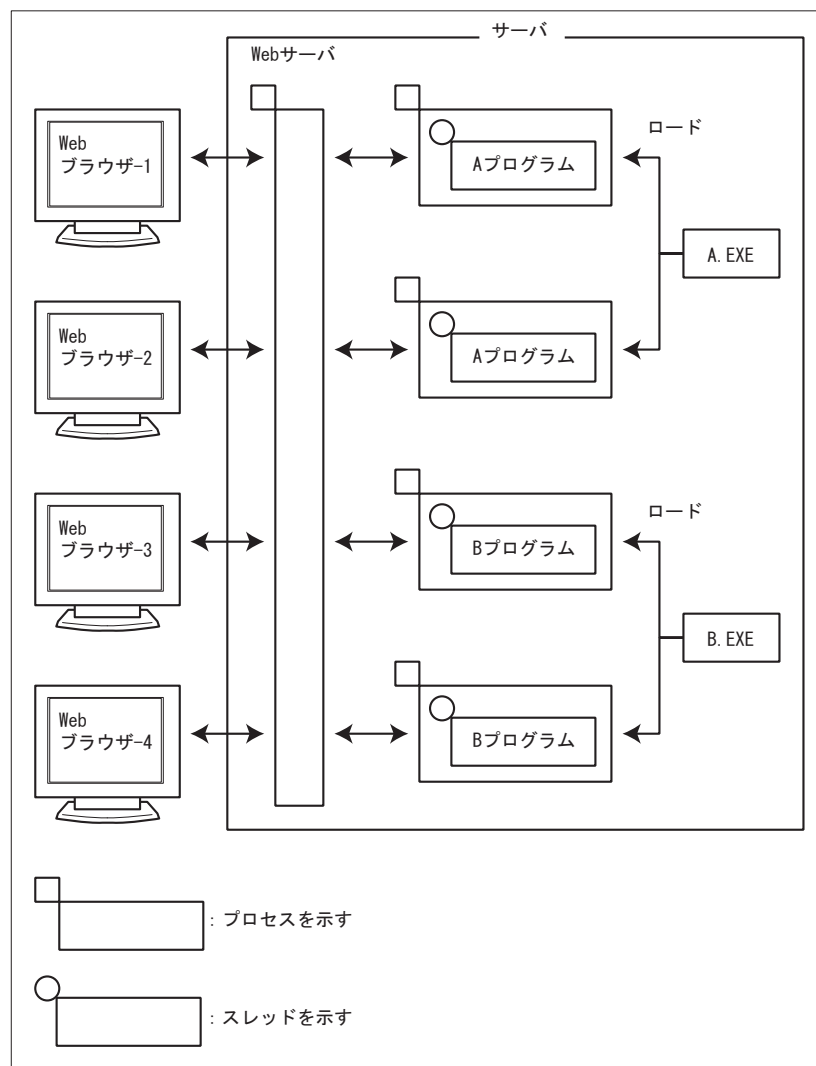 サーバ
Webサーバ
Web
ブラウザ-1
Aプログラム
ロード
A.EXE
Web
ブラウザ-2
Aプログラム
Web
ブラウザ-3
Bプログラム
ロード
B.EXE
Web
ブラウザ-4
Bプログラム
:プロセスを示す
:スレッドを示す